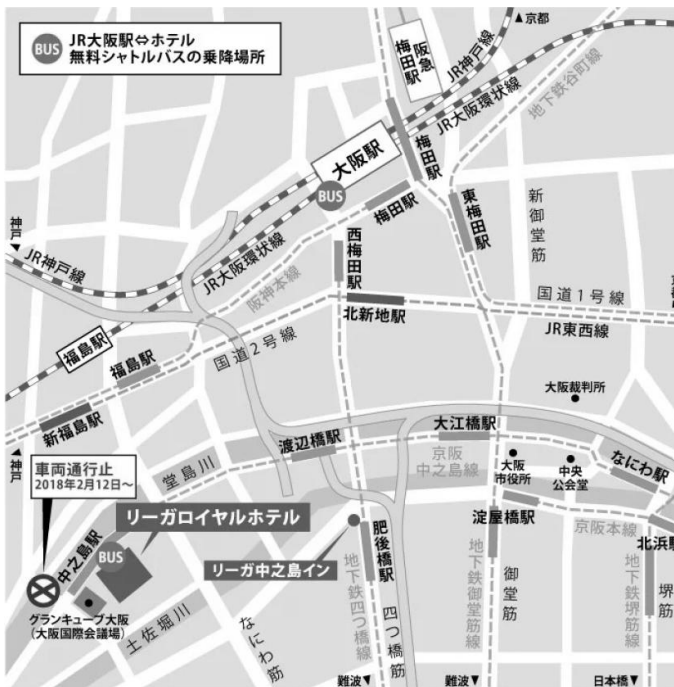 BUS
JR大阪駅⇔ホテル
無料シャトルバスの乗降場所
▲京都
阪急
梅田駅
JR神戸線
JR大阪環状線
地下鉄谷町線
大阪駅
BUS
梅田駅
梅田駅
東梅田駅
新御堂筋
西梅田駅
神戸
JR神戸線
JR大阪環状線
阪神本線
国道1号線
北新地駅
JR東西線
福島駅
福島駅
国道2号線
新福島駅
神戸
大阪裁判所
大江橋駅
渡辺橋駅
京阪
中之島線
大阪
市役所
中央
公会堂
なにわ駅
車両通行止
2018年2月12日~
堂島川
リーガロイヤルホテル
中之島駅
BUS
淀屋橋駅
京阪本線
北浜駅
肥後橋駅
リーガ中之島イン
グランキューブ大阪
(大阪国際会議場)
土佐堀川
なにわ筋
地下鉄四つ橋線
四つ橋筋
地下鉄御堂筋線
御堂筋
地下鉄堺筋線
堺筋
難波▼
難波▼
日本橋▼